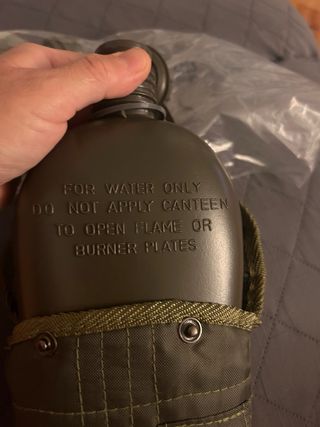 FOR WATER ONLY
DO NOT APPLY CANTEEN
TO OPEN FLAME OR
BURNER PLATES